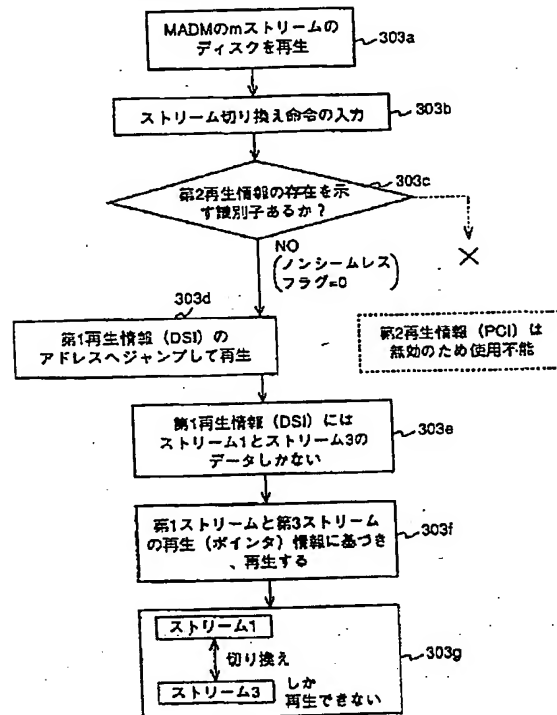 MADMのmストリームの
ディスクを再生
303a
ストリーム切り換え命令の入力
303b
第2再生情報の存在を示
す識別子あるか？
303c
NO
(ノンシームレス
フラグ=0
303d
第1再生情報（DSI）の
アドレスへジャンプして再生
第2再生情報（PCI）は
無効のため使用不能
第1再生情報（DSI）には
ストリーム1とストリーム3の
データしかない
303e
第1ストリームと第3ストリーム
の再生（ポインタ）情報に基づき
、再生する
303f
ストリーム1
切り換え
ストリーム3
しか
再生できない
303g